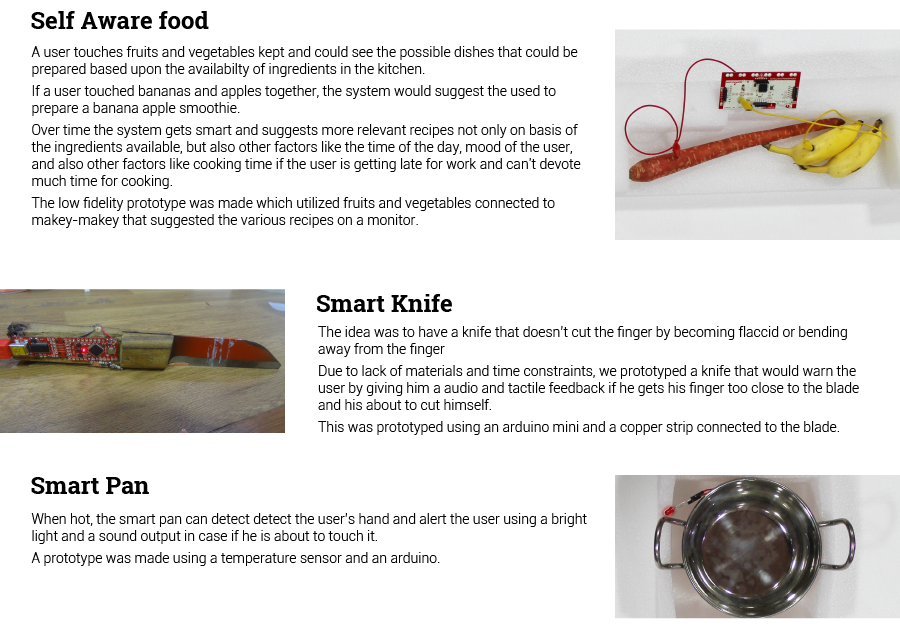 Self Aware food
A user touches fruits and vegetables kept and could see the possible dishes that could be
prepared based upon the availabilty of ingredients in the kitchen.
If a user touched bananas and apples together, the system would suggest the used to
prepare a banana apple smoothie.
Over time the system gets smart and suggests more relevant recipes not only on basis of
the ingredients available, but also other factors like the time of the day, mood of the user,
and also other factors like cooking time if the user is getting late for work and can't devote
much time for cooking.
The low fidelity prototype was made which utilized fruits and vegetables connected to
makey-makey that suggested the various recipes on a monitor.
Smart Knife
The idea was to have a knife that doesn't cut the finger by becoming flaccid or bending
away from the finger
Due to lack of materials and time constraints, we prototyped a knife that would warn the
user by giving him a audio and tactile feedback if he gets his finger too close to the blade
and his about to cut himself.
This was prototyped using an arduino mini and a copper strip connected to the blade.
Smart Pan
When hot, the smart pan can detect detect the user's hand and alert the user using a bright
light and a sound output in case if he is about to touch it.
A prototype was made using a temperature sensor and an arduino.